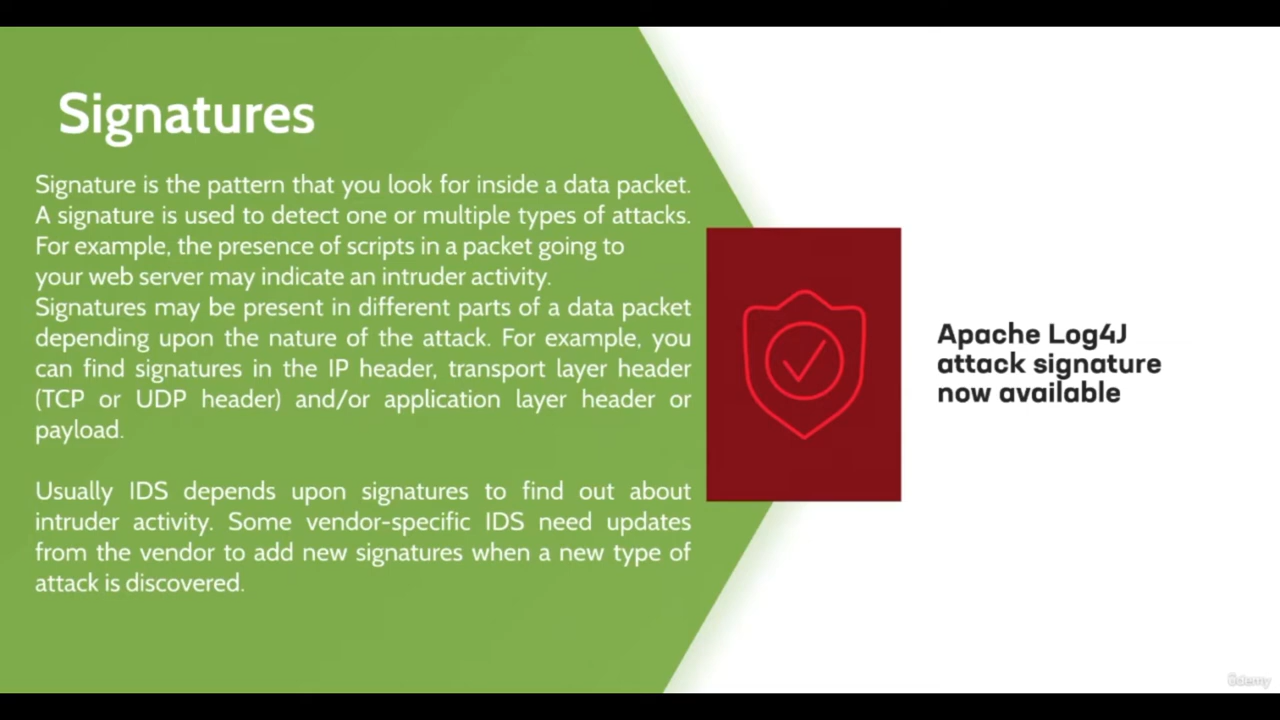 Signatures
Signature is the pattern that you look for inside a data packet.
A signature is used to detect one or multiple types of attacks.
For example, the presence of scripts in a packet going to
your web server may indicate an intruder activity.
Signatures may be present in different parts of a data packet
depending upon the nature of the attack. For example, you
can find signatures in the IP header, transport layer header
(TCP or UDP header) and/or application layer header or
payload.
Usually IDS depends upon signatures to find out about
intruder activity. Some vendor-specific IDS need updates
from the vendor to add new signatures when a new type of
attack is discovered.
Apache Log4J
attack signature
now available
ûdemy